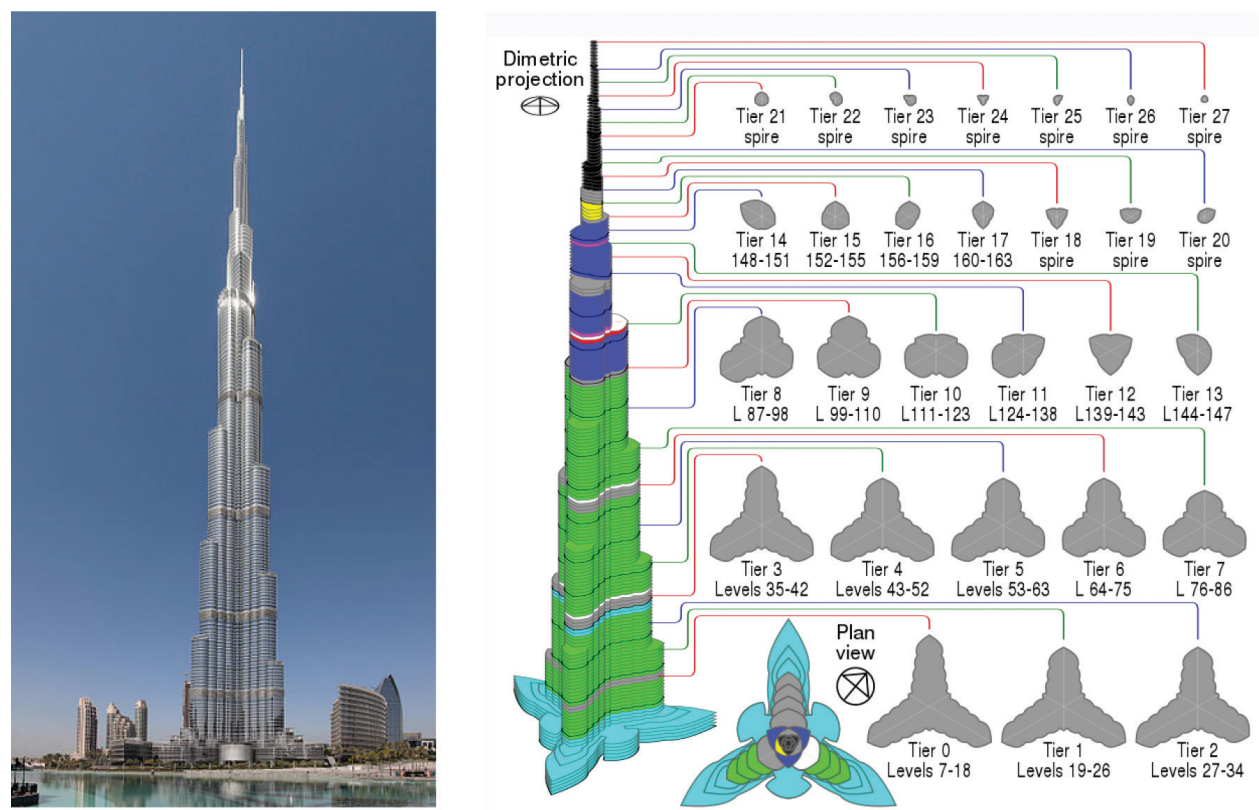 Dimetric
projection
Tier 21
spire
Tier 22
spire
Tier 23
spire
Tier 24
spire
Tier 25
spire
Tier 26
spire
Tier 27
spire
Tier 14
148-151
Tier 15
152-155
Tier 16
156-159
Tier 17
160-163
Tier 18
spire
Tier 19
spire
Tier 20
spire
Tier 8
L 87-98
Tier 9
L 99-110
Tier 10
L111-123
Tier 11
L124-138
Tier 12
L139-143
Tier 13
L144-147
Tier 3
Levels 35-42
Tier 4
Levels 43-52
Tier 5
Levels 53-63
Tier 6
L 64-75
Tier 7
L 76-86
Plan
view
Tier 0
Levels 7-18
Tier 1
Levels 19-26
Tier 2
Levels 27-34